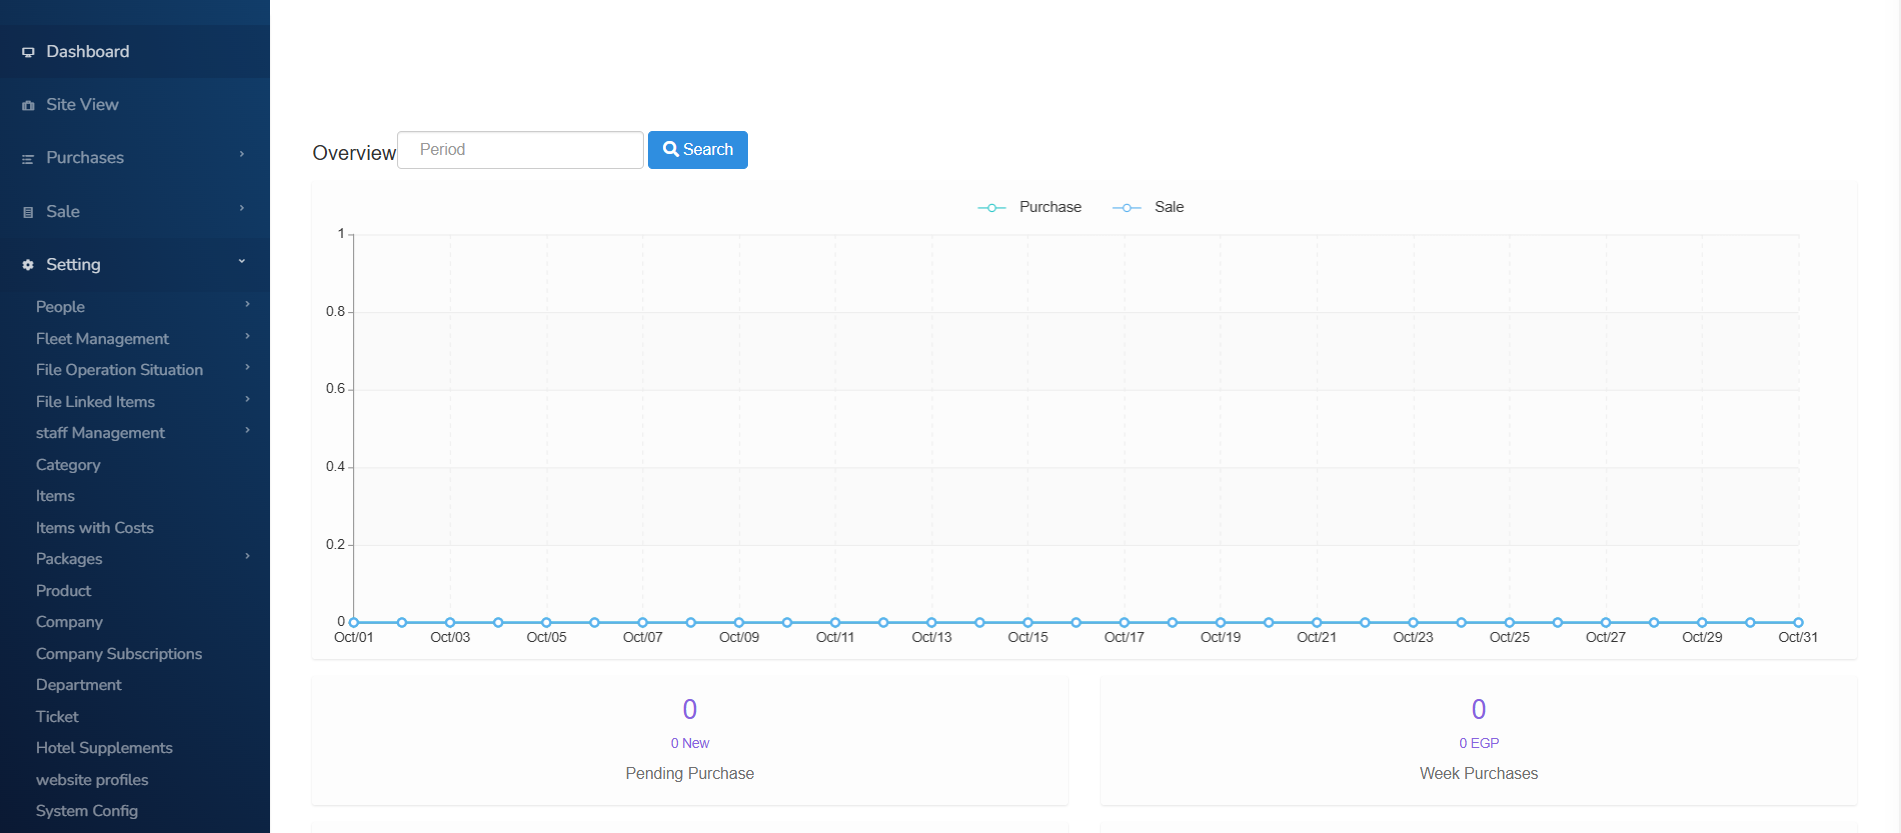 Dashboard
Site View
Purchases
Sale
Setting
People
Fleet Management
File Operation Situation
File Linked Items
staff Management
Category
Items
Items with Costs
Packages
Product
Company
Company Subscriptions
Department
Ticket
Hotel Supplements
website profiles
System Config
Overview Period Search
Purchase Sale
1
0.8
0.6
0.4
0.2
0
Oct/01 Oct/03 Oct/05 Oct/07 Oct/09 Oct/11 Oct/13 Oct/15 Oct/17 Oct/19 Oct/21 Oct/23 Oct/25 Oct/27 Oct/29 Oct/31
0
0 New
Pending Purchase
0
0 EGP
Week Purchases